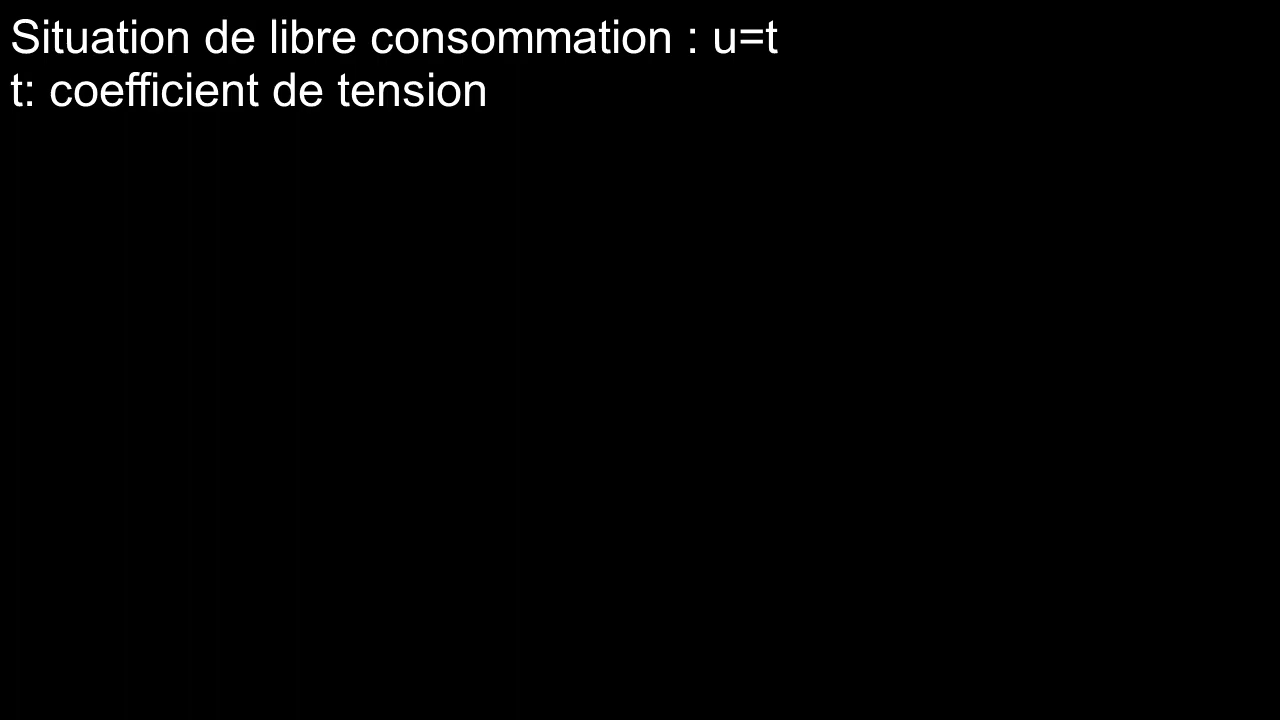 Situation de libre consommation : u=t
t: coefficient de tension